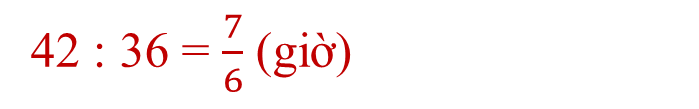 42 : 36 = 7/6 (giờ)